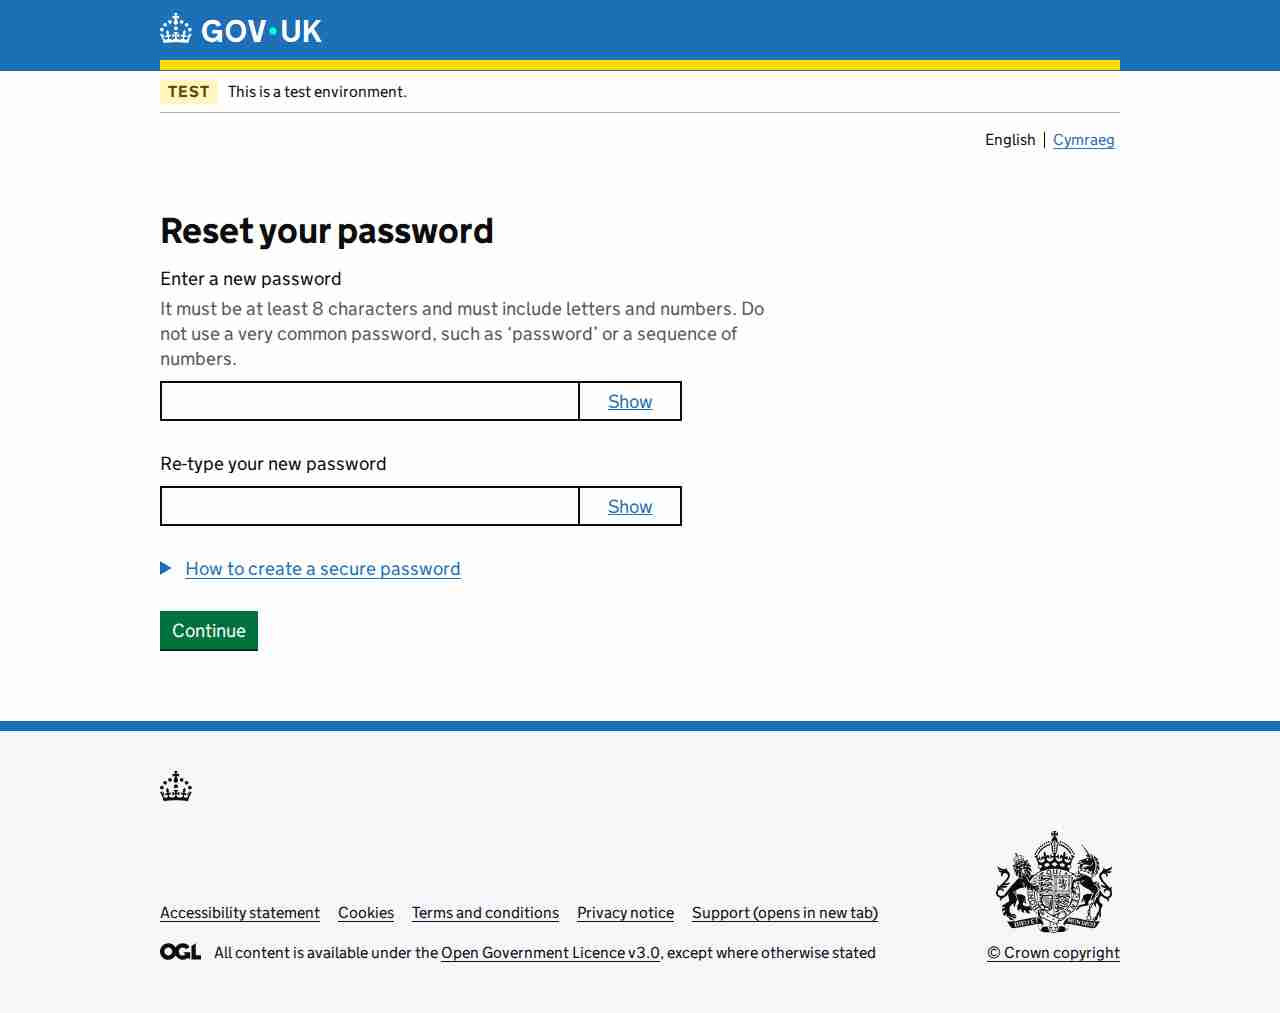 GOV·UK
TEST This is a test environment.
English Cymraeg
Reset your password
Enter a new password
It must be at least 8 characters and must include letters and numbers. Do
not use a very common password, such as ‘password’ or a sequence of
numbers.
Show
Re-type your new password
Show
How to create a secure password
Continue
Accessibility statement Cookies Terms and conditions Privacy notice Support (opens in new tab)
OGL All content is available under the Open Government Licence v3.0, except where otherwise stated
© Crown copyright